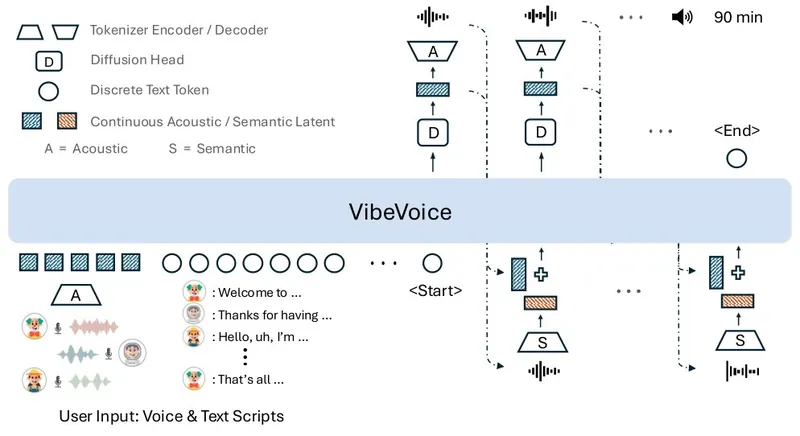 Tokenizer Encoder / Decoder
D
Diffusion Head
Discrete Text Token
Continuous Acoustic / Semantic Latent
A = Acoustic
S = Semantic
A
A
D
D
...
90 min
...
<End>
VibeVoice
...
<Start>
A
: Welcome to ...
: Thanks for having ...
: Hello, uh, I'm ...
: That's all ...
S
...
S
User Input: Voice & Text Scripts